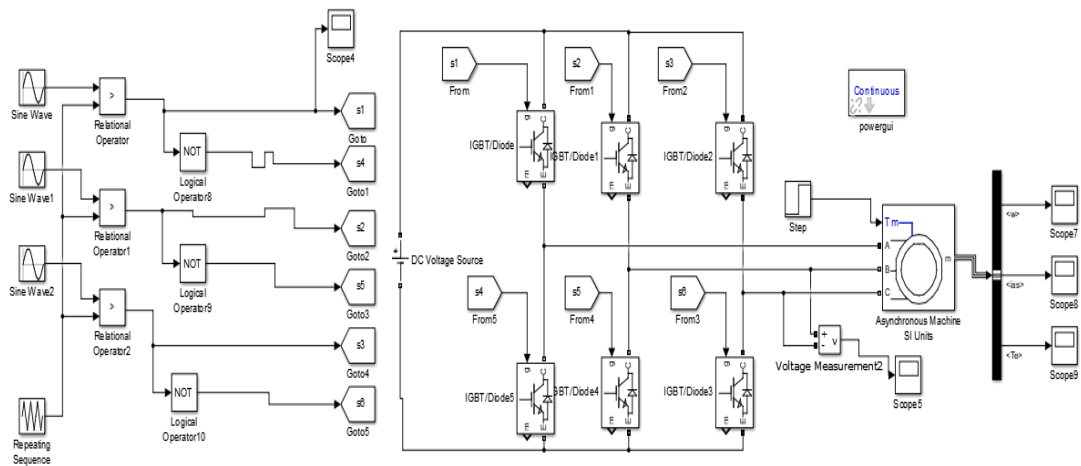 Sine Wave
>
Relational
Operator
Scope4
s1
Goto
NOT
Logical
Operator8
s4
Goto1
Sine Wave1
>
Relational
Operator1
s2
Goto2
NOT
Logical
Operator9
s5
Goto3
Sine Wave2
>
Relational
Operator2
s3
Goto4
NOT
Logical
Operator10
s6
Goto5
Repeating
Sequence
+
DC Voltage Source
s1
From
s2
From1
s3
From2
g C
E
IGBT/Diode
g C
E
IGBT/Diode1
g C
E
IGBT/Diode2
s4
From5
s5
From4
s6
From3
g C
E
IGBT/Diode5
g C
E
GBT/Diode4
g C
E
IGBT/Diode3
Continuous
powergui
Step
Tm
A
B
C
m
Asynchronous Machine
SI Units
+
-
v
Voltage Measurement2
Scope5
<w>
Scope7
<ias>
Scope8
<Te>
Scope9